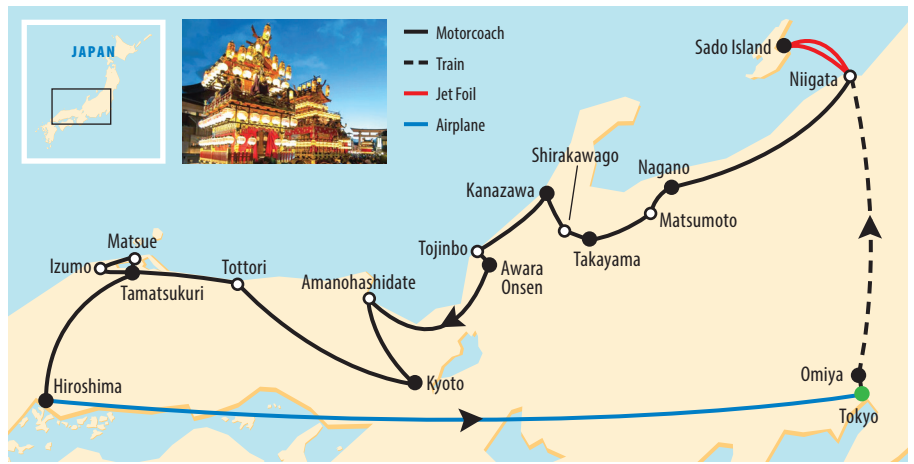 JAPAN
Motorcoach
Train
Jet Foil
Airplane
Sado Island
Niigata
Shirakawago
Nagano
Kanazawa
Matsumoto
Takayama
Tojinbo
Awara
Onsen
Matsue
Izumo
Tottori
Tamatsukuri
Amanohashidate
Kyoto
Hiroshima
Omiya
Tokyo